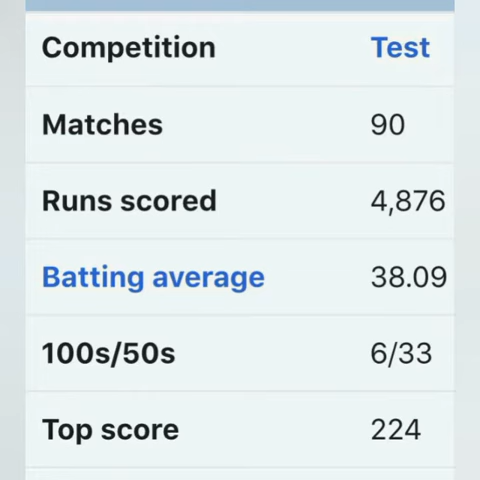 Competition Test
Matches 90
Runs scored 4,876
Batting average 38.09
100s/50s 6/33
Top score 224